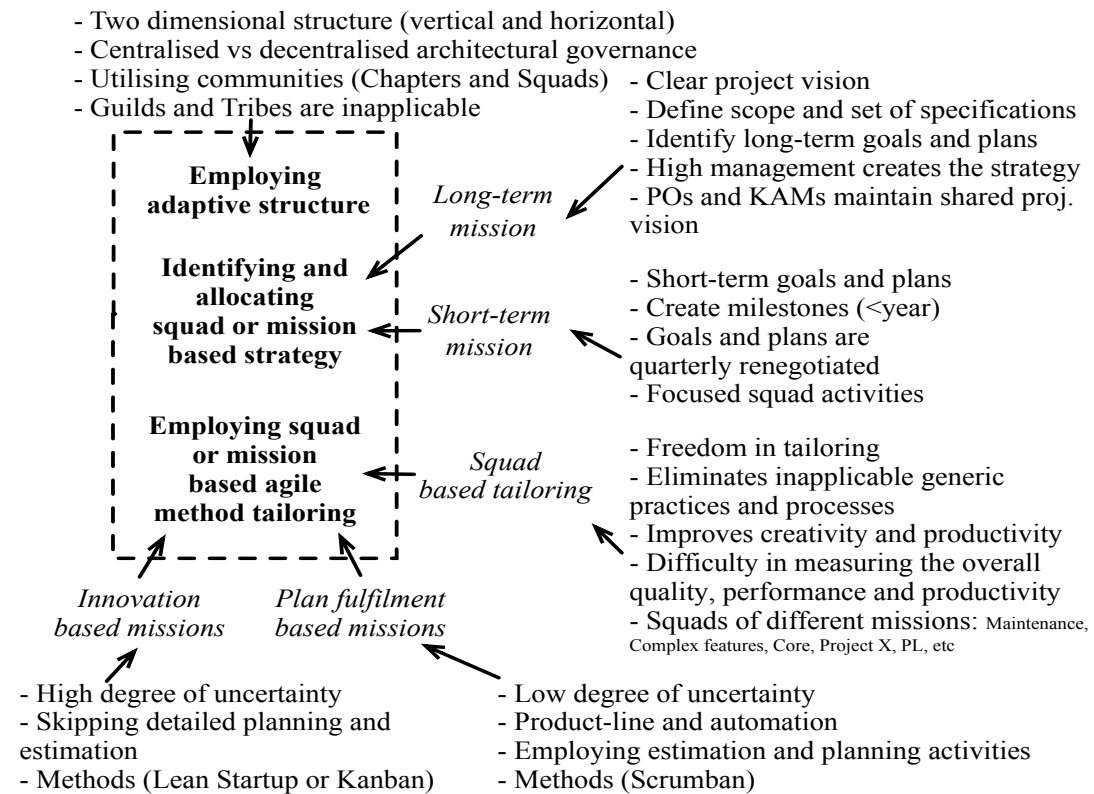 - Two dimensional structure (vertical and horizontal)
- Centralised vs decentralised architectural governance
- Utilising communities (Chapters and Squads)
- Guilds and Tribes are inapplicable
Employing
adaptive structure
Identifying and
allocating
squad or mission
based strategy
Employing squad
or mission
based agile
method tailoring
Long-term
mission
- Clear project vision
- Define scope and set of specifications
- Identify long-term goals and plans
- High management creates the strategy
- POs and KAMs maintain shared proj.
vision
Short-term
mission
- Short-term goals and plans
- Create milestones (<year)
- Goals and plans are
quarterly renegotiated
- Focused squad activities
Squad
based tailoring
- Freedom in tailoring
- Eliminates inapplicable generic
practices and processes
- Improves creativity and productivity
- Difficulty in measuring the overall
quality, performance and productivity
- Squads of different missions: Maintenance,
Complex features, Core, Project X, PL, etc
Innovation
based missions
- High degree of uncertainty
- Skipping detailed planning and
estimation
- Methods (Lean Startup or Kanban)
Plan fulfilment
based missions
- Low degree of uncertainty
- Product-line and automation
- Employing estimation and planning activities
- Methods (Scrumban)